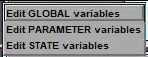 Edit GLOBAL variables
Edit PARAMETER variables
Edit STATE variables